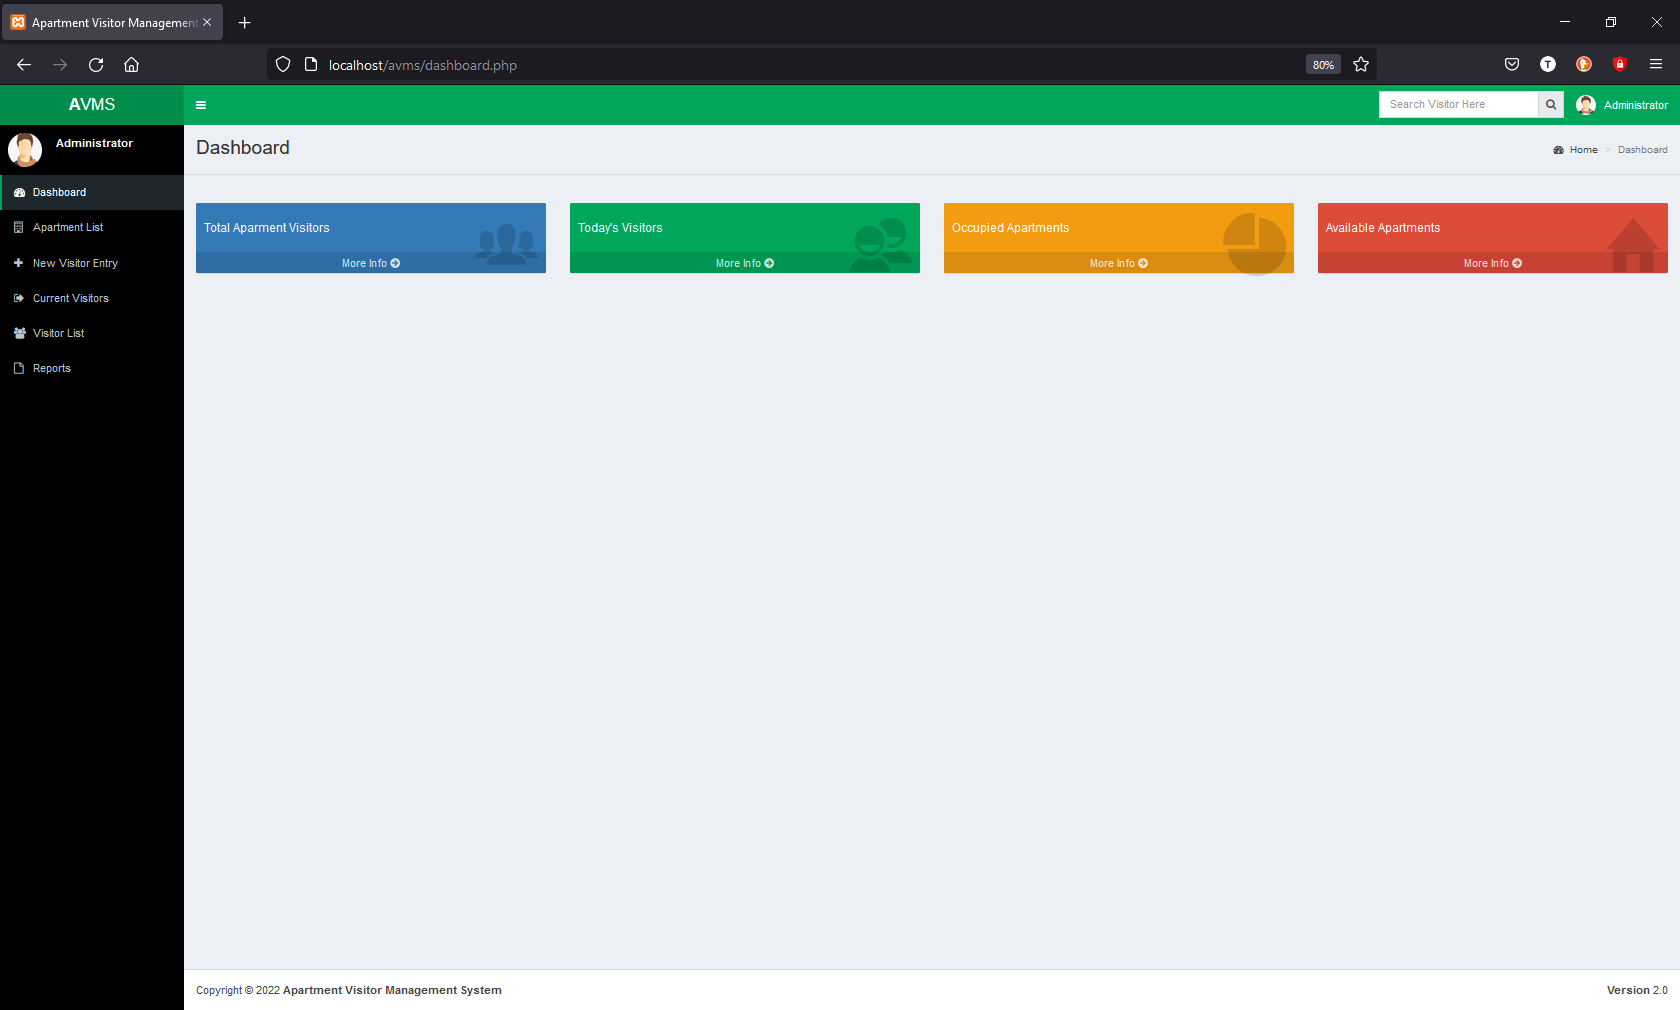 Apartment Visitor Management
localhost/avms/dashboard.php
80%
T
AVMS
Search Visitor Here
Administrator
Administrator
Dashboard
Home > Dashboard
Dashboard
Apartment List
New Visitor Entry
Current Visitors
Visitor List
Reports
Total Aparment Visitors
More Info
Today's Visitors
More Info
Occupied Apartments
More Info
Available Apartments
More Info
Copyright © 2022 Apartment Visitor Management System
Version 2.0